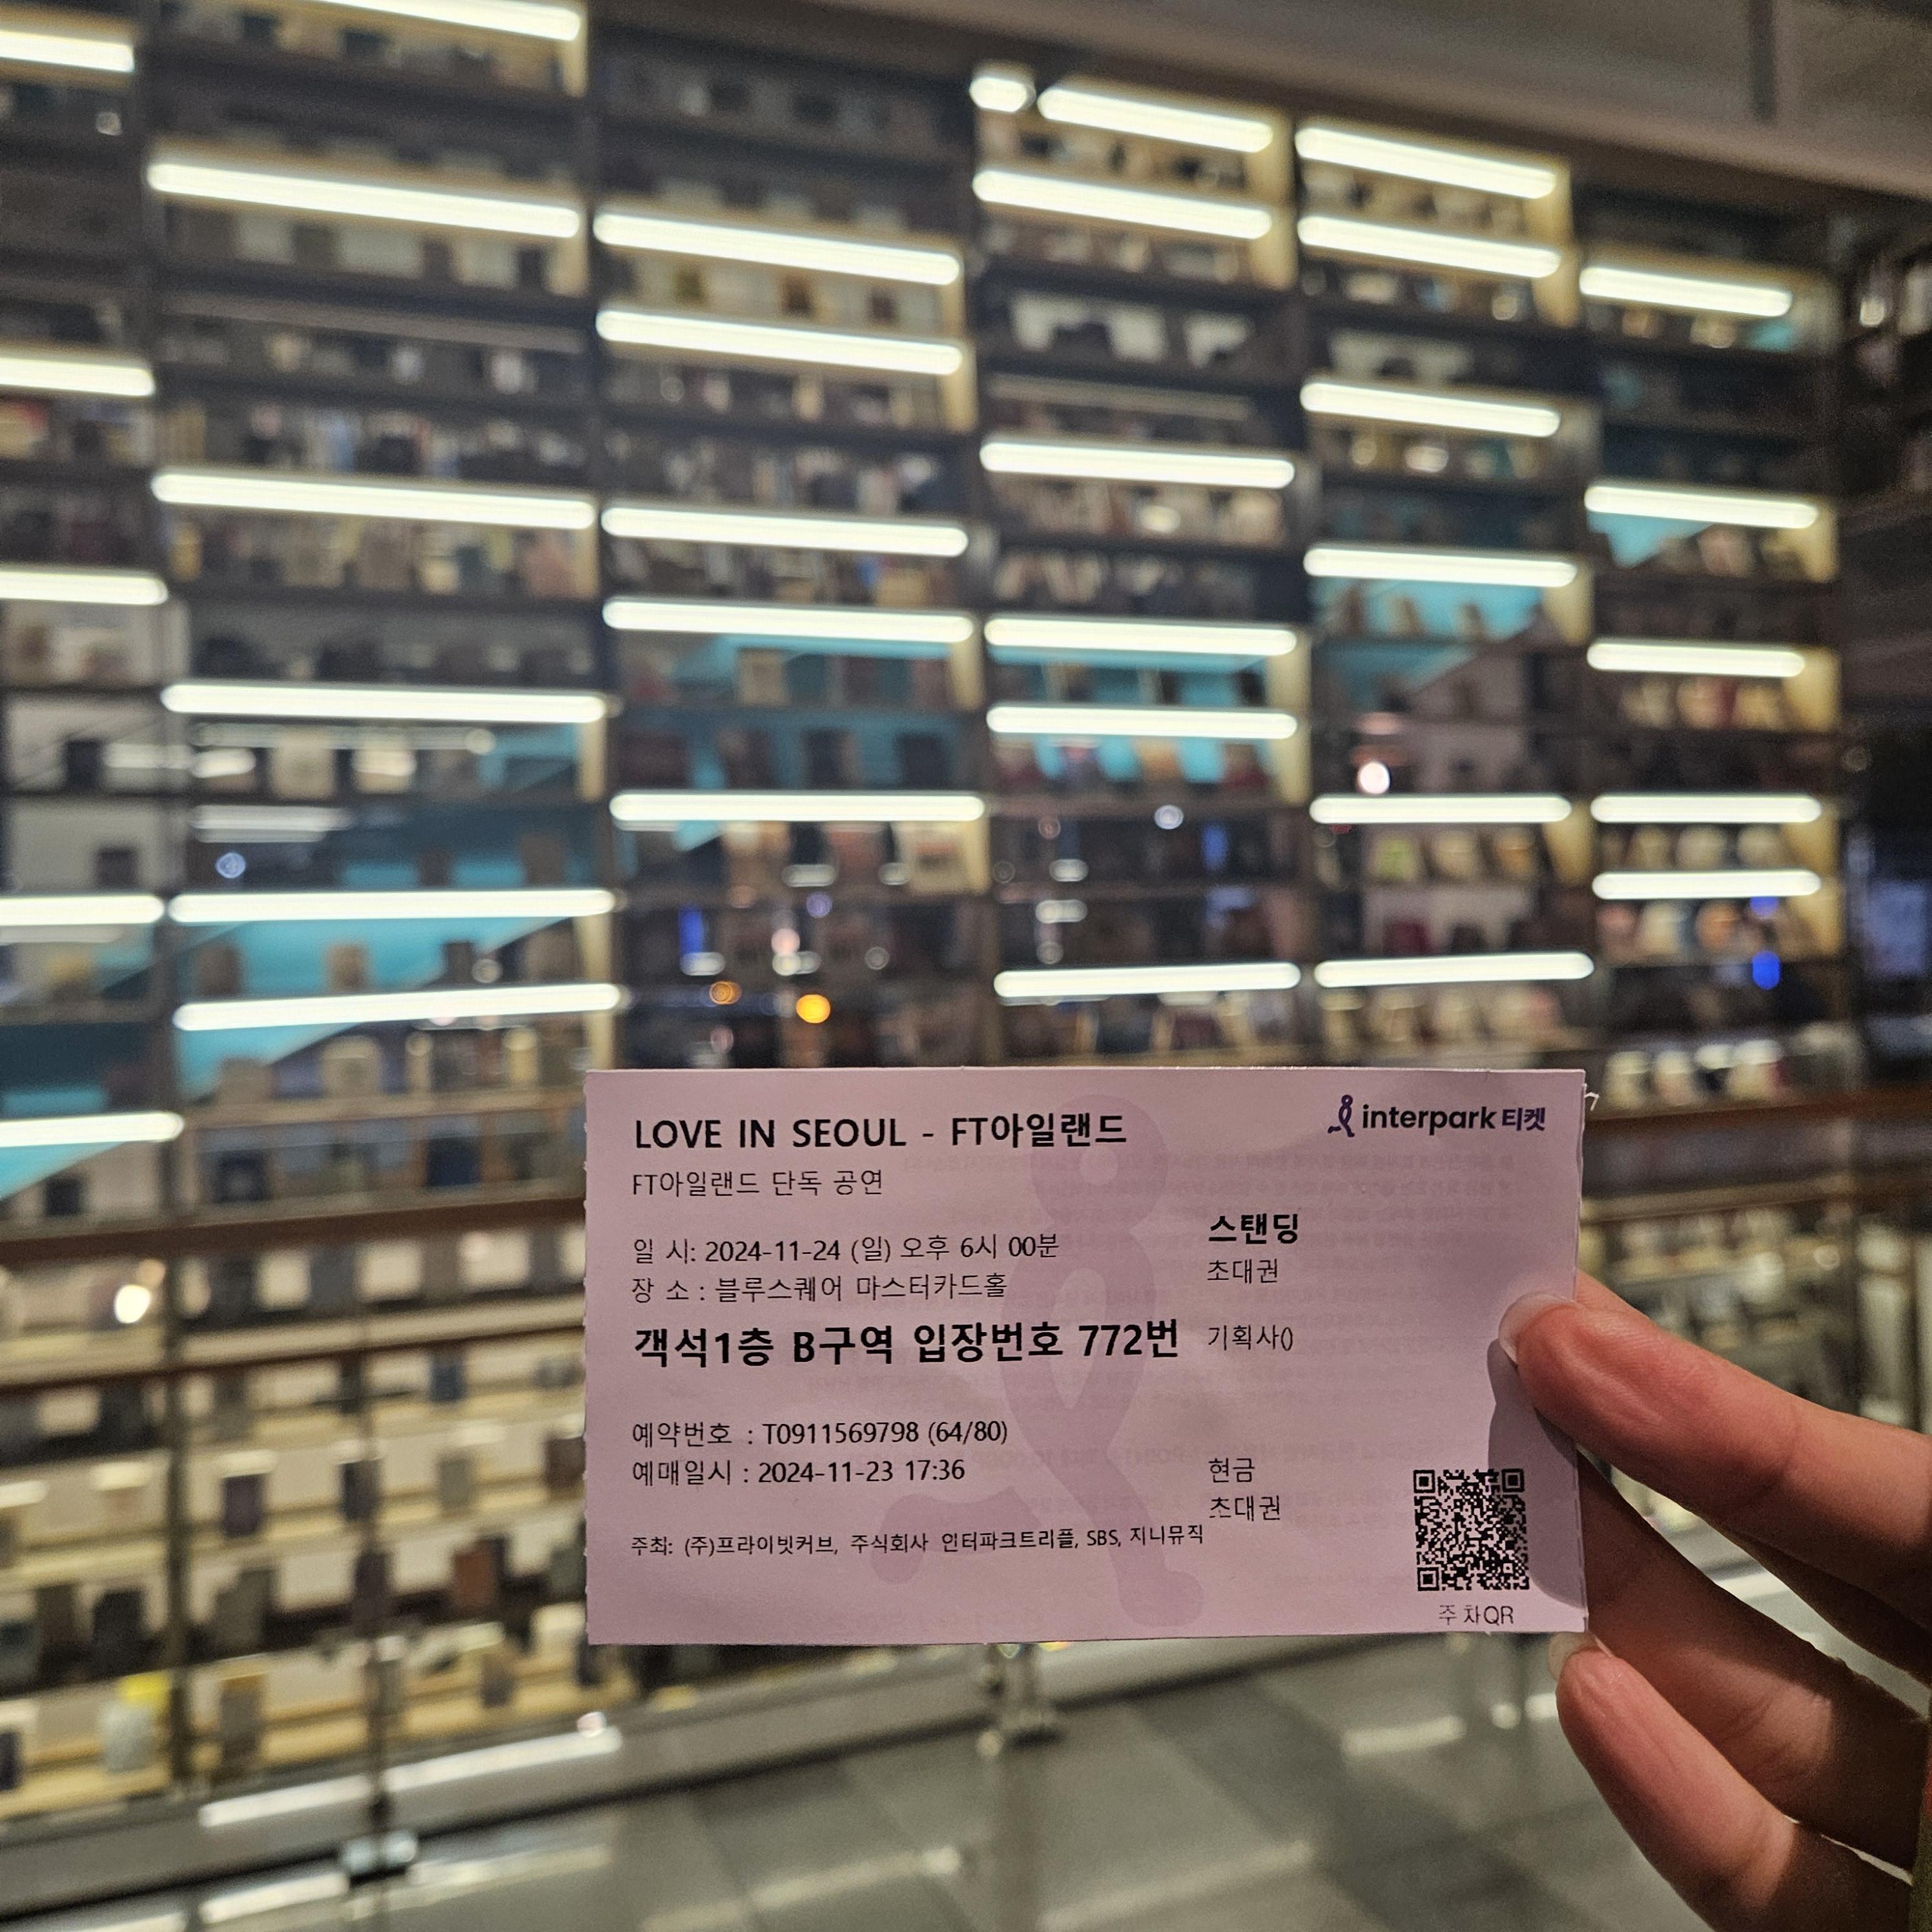 LOVE IN SEOUL - FT아일랜드
interpark 티켓
FT아일랜드 단독 공연
스탠딩
일 시: 2024-11-24 (일) 오후 6시 00분
초대권
장 소 : 블루스퀘어 마스터카드홀
객석1층 B구역 입장번호 772번
기획사()
예약번호 : T0911569798 (64/80)
예매일시 : 2024-11-23 17:36
현금
초대권
주최: (주)프라이빗커브, 주식회사 인터파크트리플, SBS, 지니뮤직
주차QR